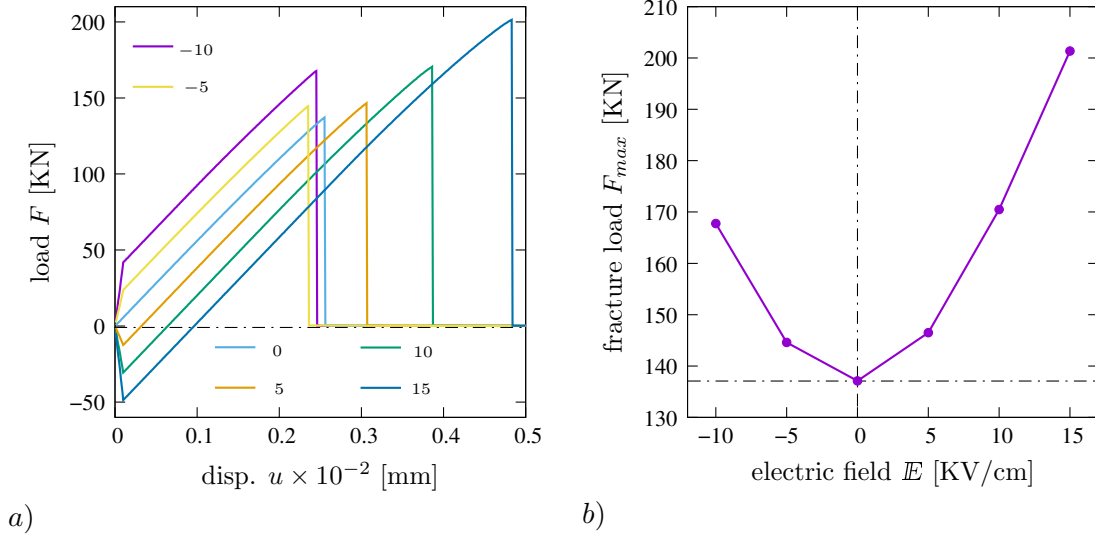 200
150
100
50
0
−50
load F [KN]
−10
−5
0
5
10
15
0 0.1 0.2 0.3 0.4 0.5
disp. u × 10−2 [mm]
a)
210
200
190
180
170
160
150
140
130
fracture load Fmax [KN]
−10 −5 0 5 10 15
electric field 𝔼 [KV/cm]
b)